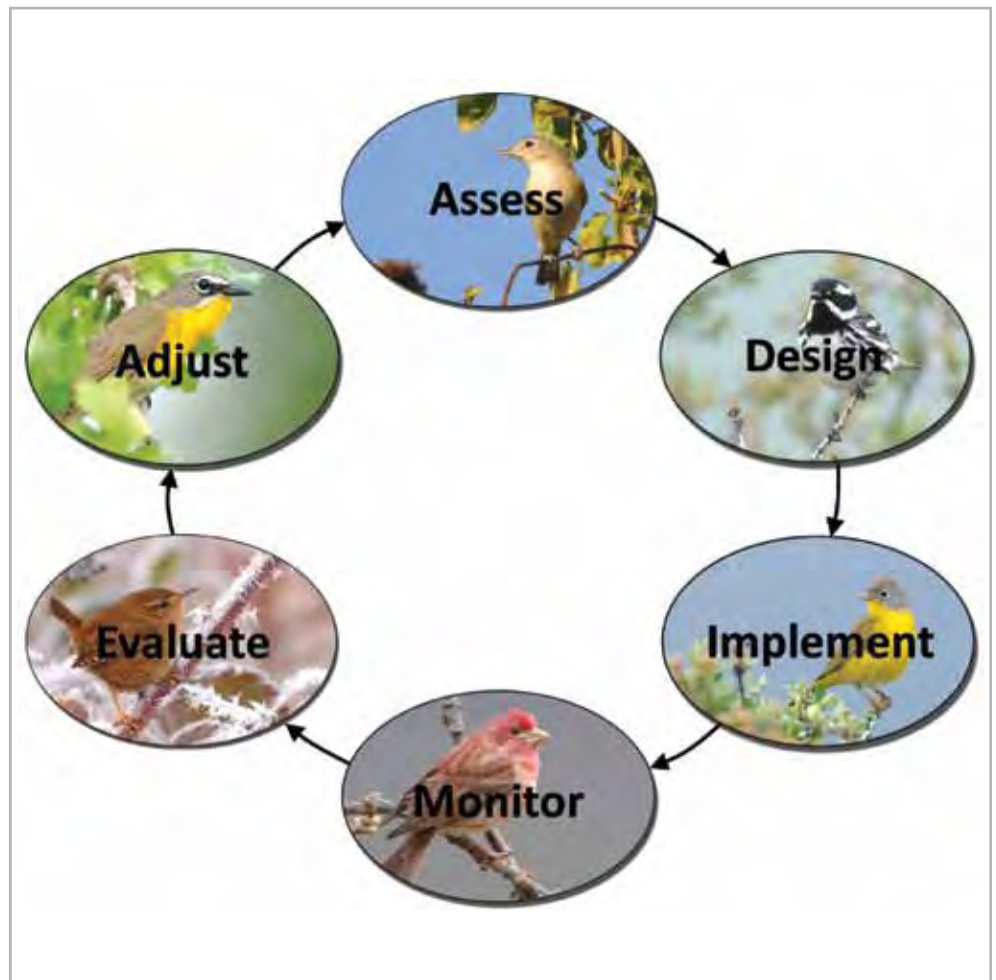 Assess
Design
Implement
Monitor
Evaluate
Adjust